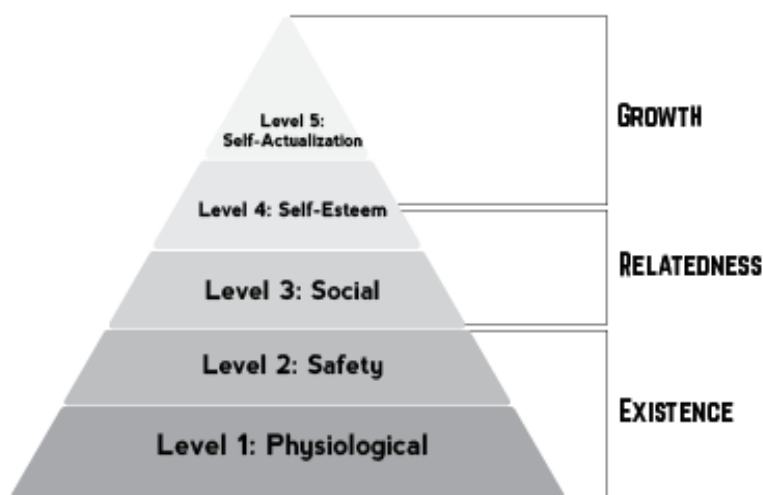 Level 5:
Self-Actualization
Level 4: Self-Esteem
Level 3: Social
Level 2: Safety
Level 1: Physiological
GROWTH
RELATEDNESS
EXISTENCE